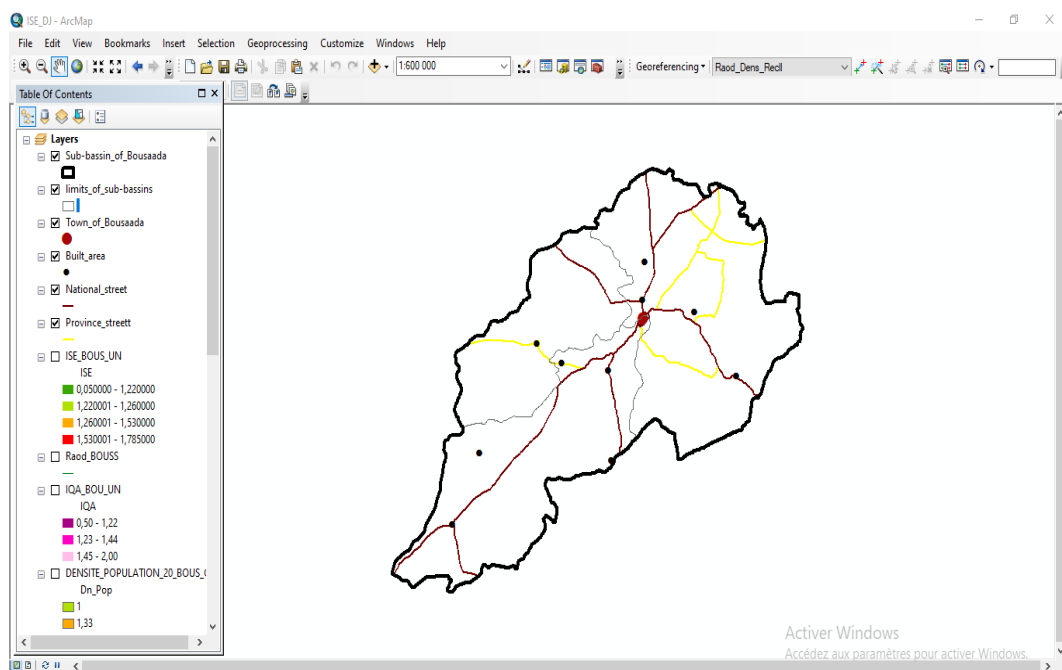 ISE_DJ - ArcMap
File Edit View Bookmarks Insert Selection Geoprocessing Customize Windows Help
1:600 000
Georeferencing
Raod_Dens_Recll
Table Of Contents
Layers
Sub-bassin_of_Bousaada
limits_of_sub-bassins
Town_of_Bousaada
Built_area
National_street
Province_streett
ISE_BOUS_UN
ISE
0,050000 - 1,220000
1,220001 - 1,260000
1,260001 - 1,530000
1,530001 - 1,785000
Raod_BOUSS
IQA_BOU_UN
IQA
0,50 - 1,22
1,23 - 1,44
1,45 - 2,00
DENSITE_POPULATION_20_BOUS_
Dn_Pop
1
1,33
Activer Windows
Accédez aux paramètres pour activer Windows.